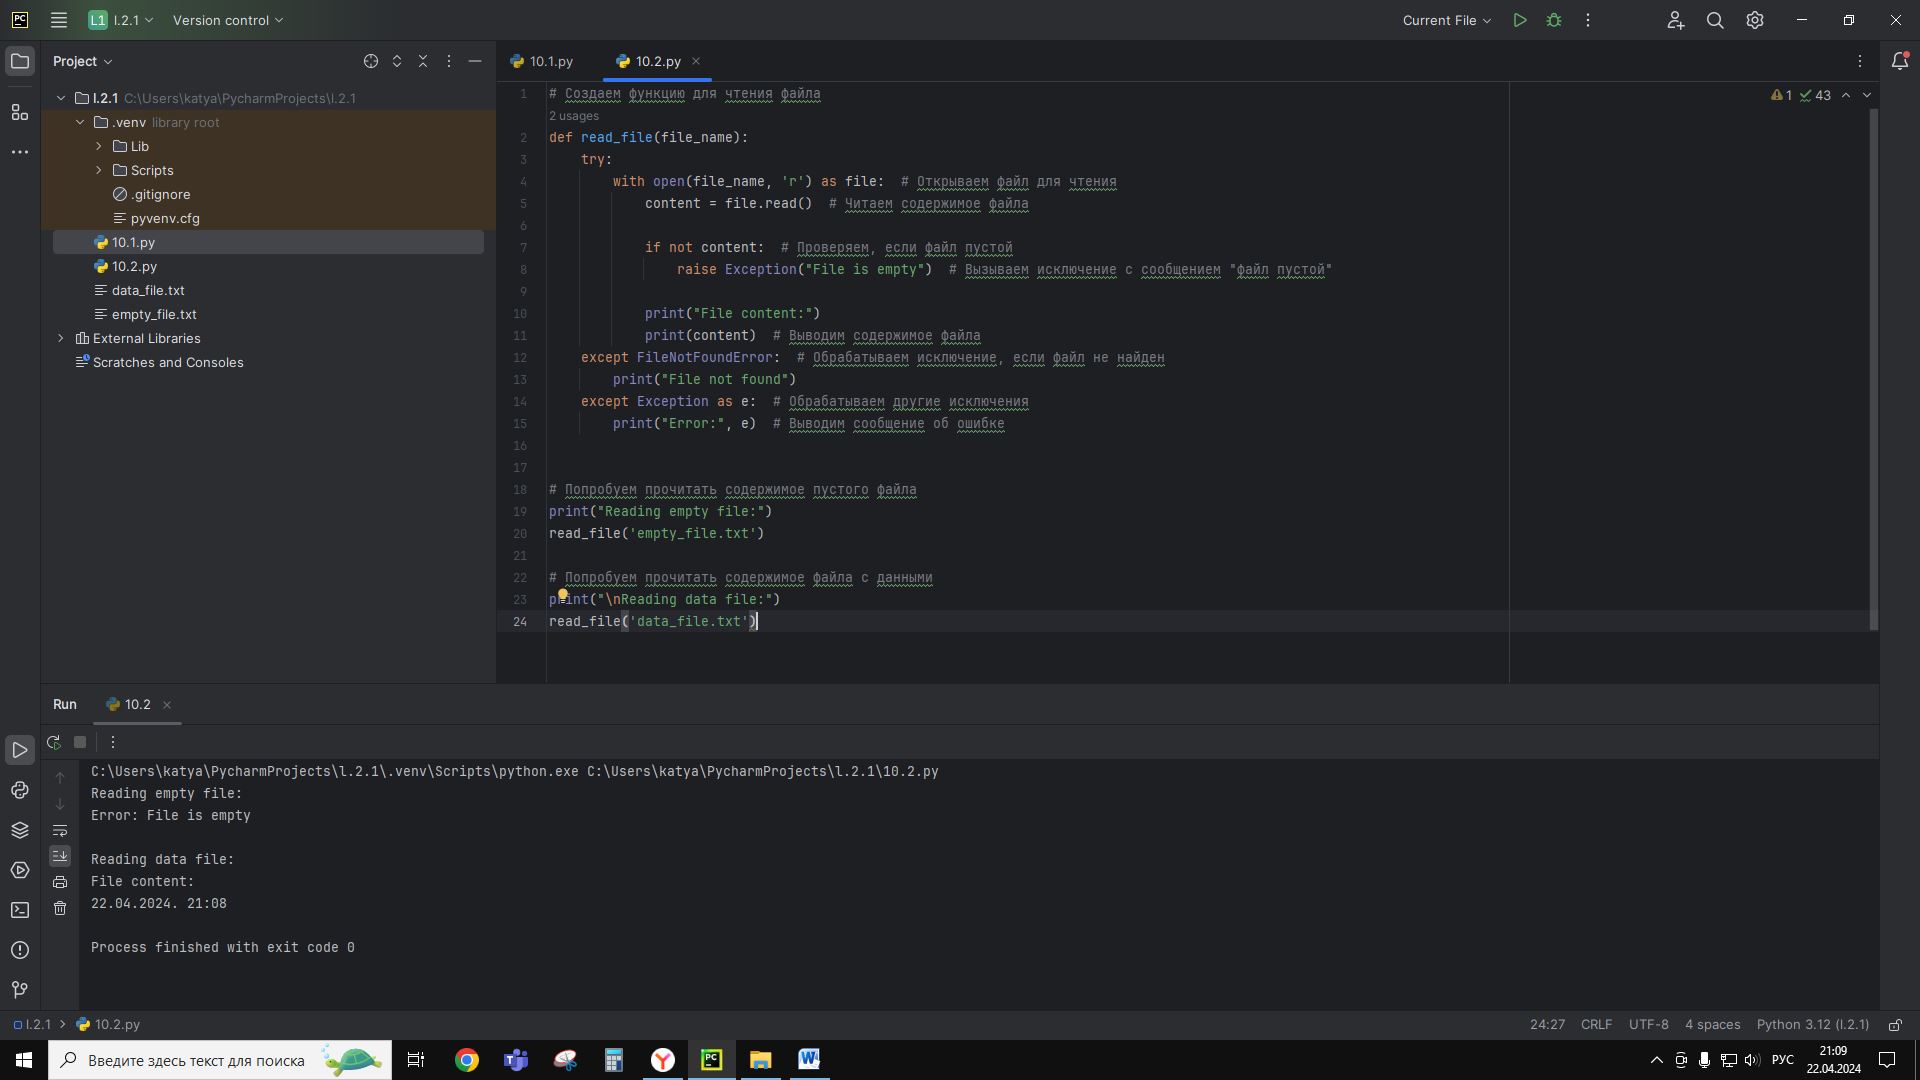 PC L1 l.2.1 Version control Current File
Project
10.1.py 10.2.py
l.2.1 C:\Users\katya\PycharmProjects\l.2.1
.venv library root
Lib
Scripts
.gitignore
pyvenv.cfg
10.1.py
10.2.py
data_file.txt
empty_file.txt
External Libraries
Scratches and Consoles
1 43
1 # Создаем функцию для чтения файла
2 usages
2 def read_file(file_name):
3 try:
4 with open(file_name, 'r') as file:  # Открываем файл для чтения
5 content = file.read()  # Читаем содержимое файла
6
7 if not content:  # Проверяем, если файл пустой
8 raise Exception("File is empty")  # Вызываем исключение с сообщением "файл пустой"
9
10 print("File content:")
11 print(content)  # Выводим содержимое файла
12 except FileNotFoundError:  # Обрабатываем исключение, если файл не найден
13 print("File not found")
14 except Exception as e:  # Обрабатываем другие исключения
15 print("Error:", e)  # Выводим сообщение об ошибке
16
17
18 # Попробуем прочитать содержимое пустого файла
19 print("Reading empty file:")
20 read_file('empty_file.txt')
21
22 # Попробуем прочитать содержимое файла с данными
23 print("\nReading data file:")
24 read_file('data_file.txt')
Run 10.2
C:\Users\katya\PycharmProjects\l.2.1\.venv\Scripts\python.exe C:\Users\katya\PycharmProjects\l.2.1\10.2.py
Reading empty file:
Error: File is empty
Reading data file:
File content:
22.04.2024. 21:08
Process finished with exit code 0
l.2.1 10.2.py 24:27 CRLF UTF-8 4 spaces Python 3.12 (l.2.1)
Введите здесь текст для поиска
РУС
21:09
22.04.2024